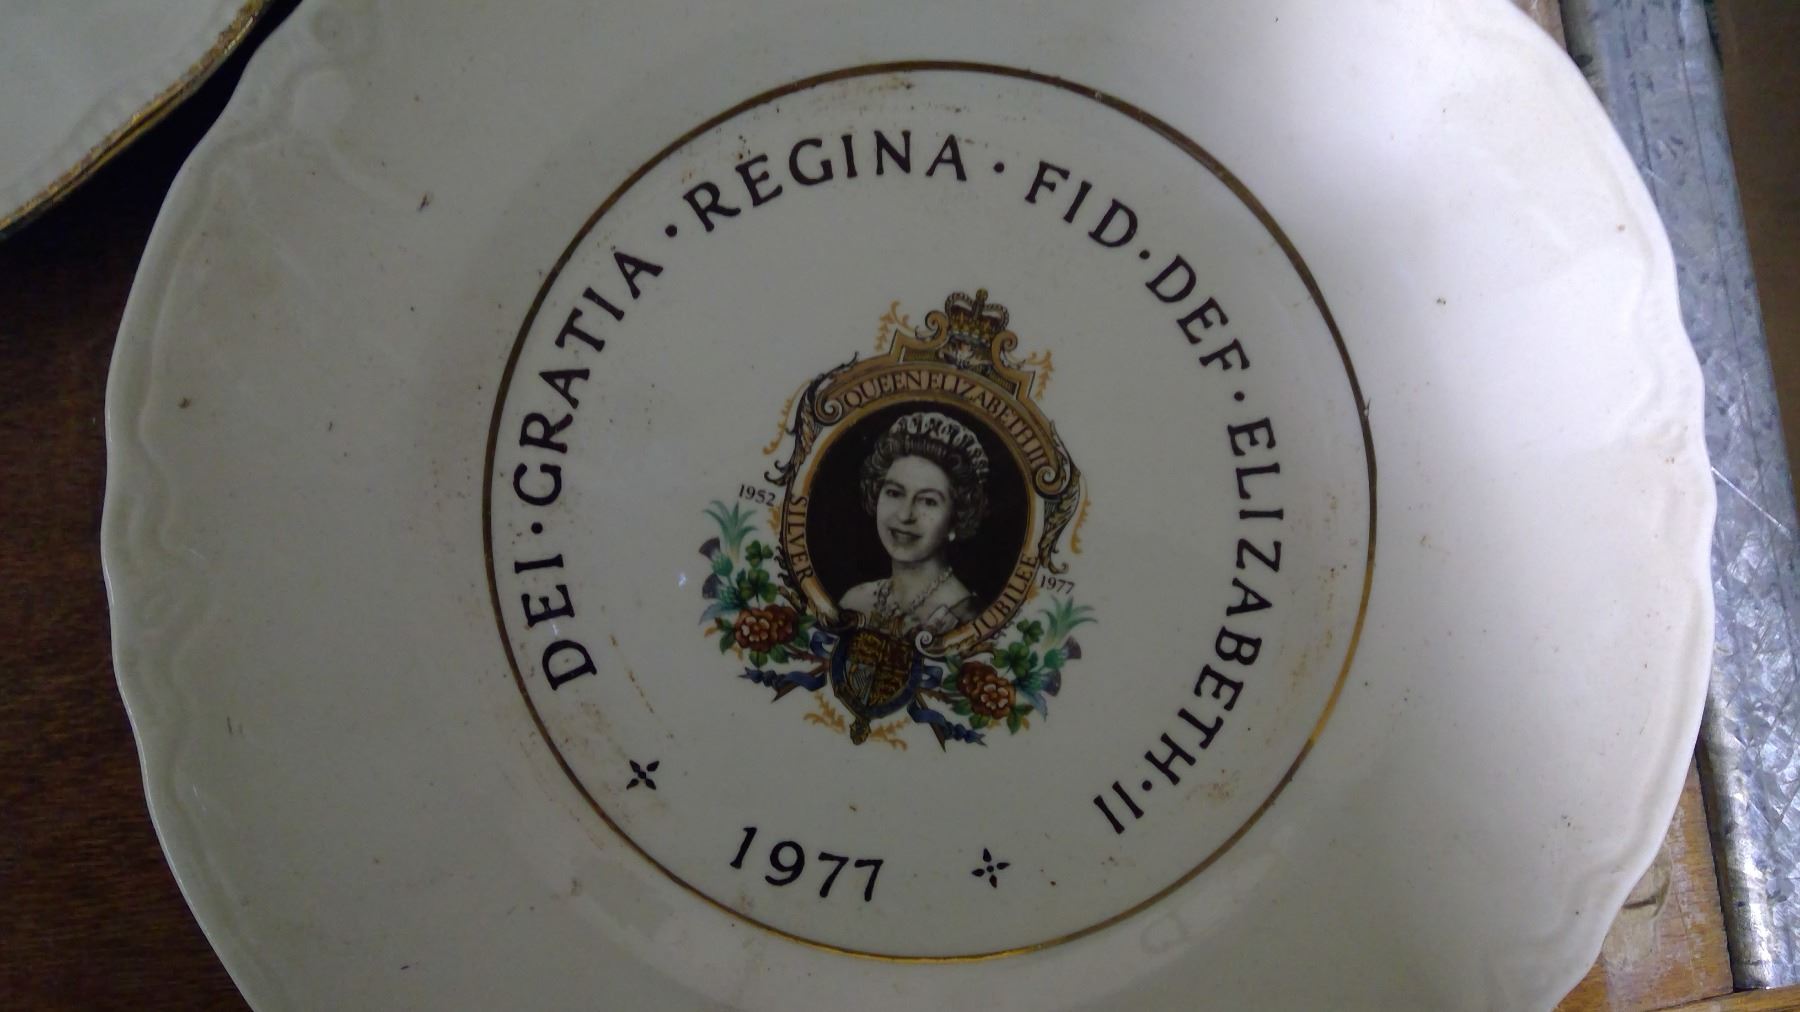 DEI · GRATIA · REGINA · FID · DEF · ELIZABETH · II
1977
QUEEN ELIZABETH II
1952
SILVER
JUBILEE
1977